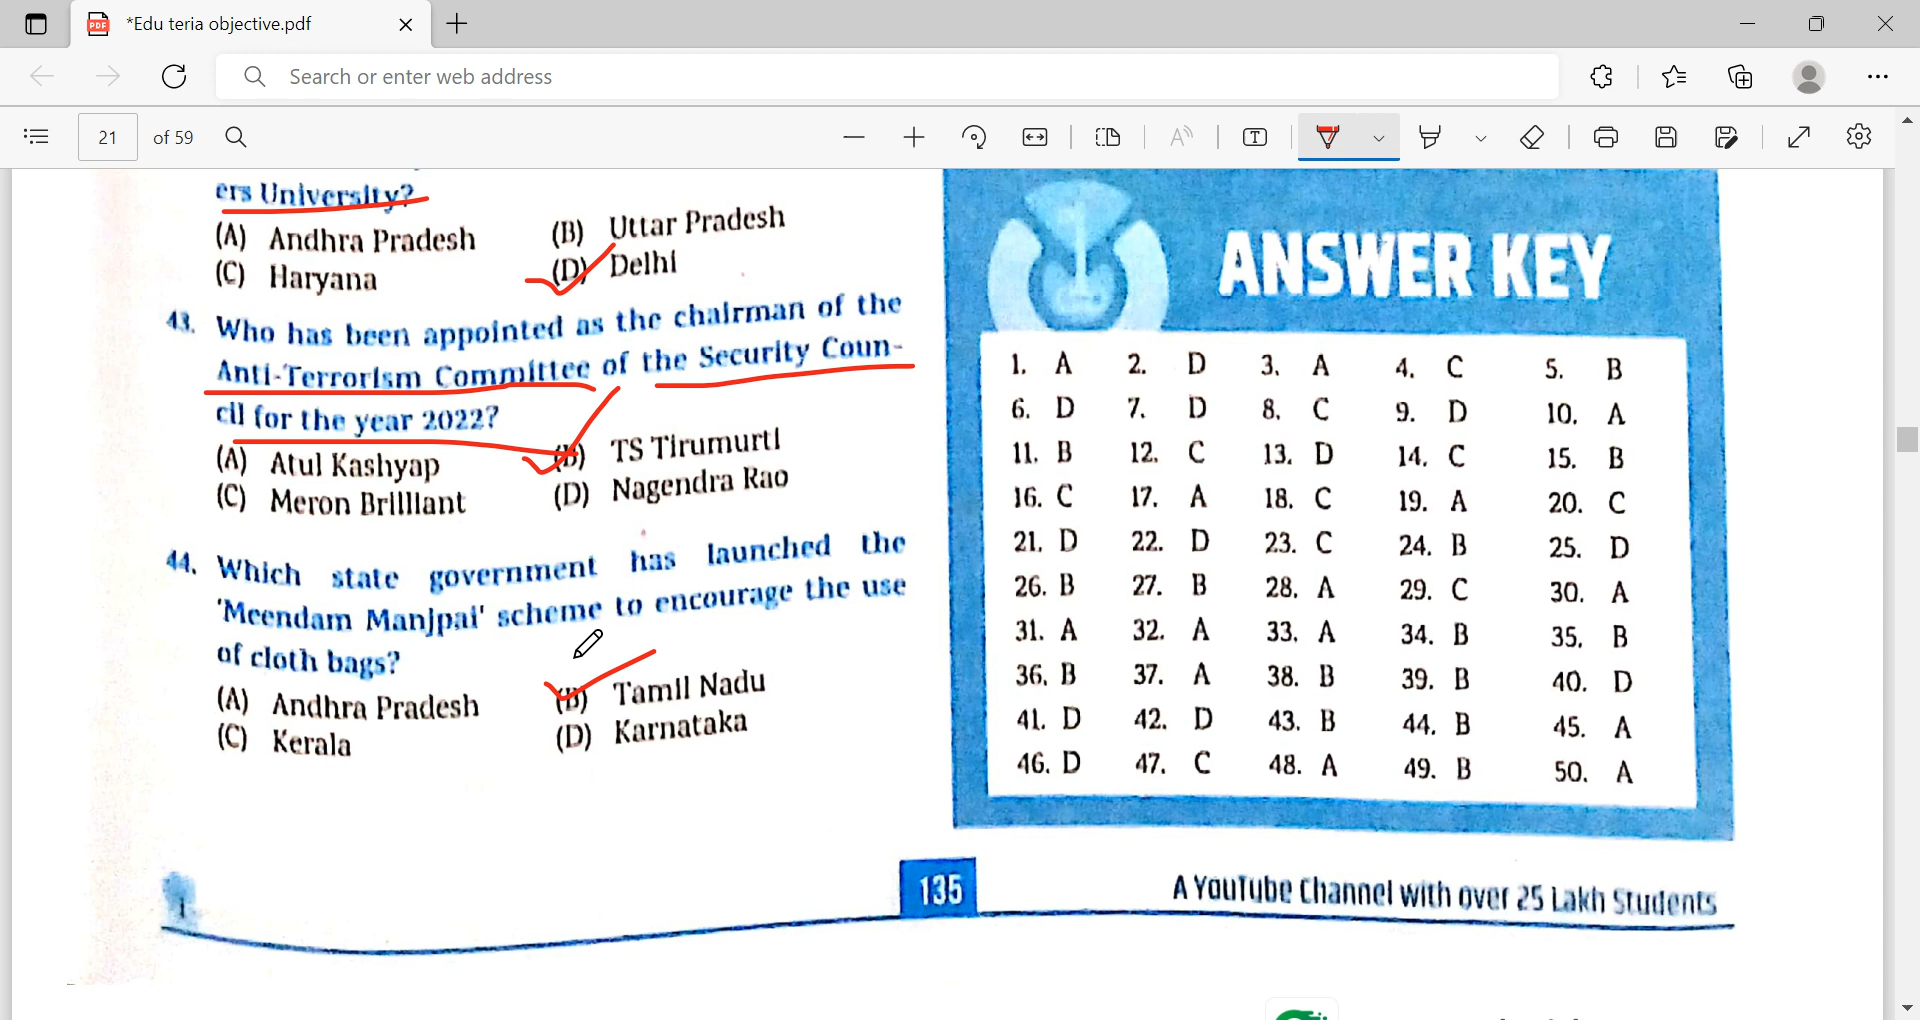 *Edu teria objective.pdf
Search or enter web address
21 of 59
ers University?
(A) Andhra Pradesh (B) Uttar Pradesh
(C) Haryana (D) Delhi
43. Who has been appointed as the chairman of the
Anti-Terrorism Committee of the Security Coun-
cil for the year 2022?
(A) Atul Kashyap (B) TS Tirumurti
(C) Meron Brilliant (D) Nagendra Rao
44. Which state government has launched the
'Meendam Manjpai' scheme to encourage the use
of cloth bags?
(A) Andhra Pradesh (B) Tamil Nadu
(C) Kerala (D) Karnataka
ANSWER KEY
1. A 2. D 3. A 4. C 5. B
6. D 7. D 8. C 9. D 10. A
11. B 12. C 13. D 14. C 15. B
16. C 17. A 18. C 19. A 20. C
21. D 22. D 23. C 24. B 25. D
26. B 27. B 28. A 29. C 30. A
31. A 32. A 33. A 34. B 35. B
36. B 37. A 38. B 39. B 40. D
41. D 42. D 43. B 44. B 45. A
46. D 47. C 48. A 49. B 50. A
135
A YouTube Channel with over 25 Lakh Students